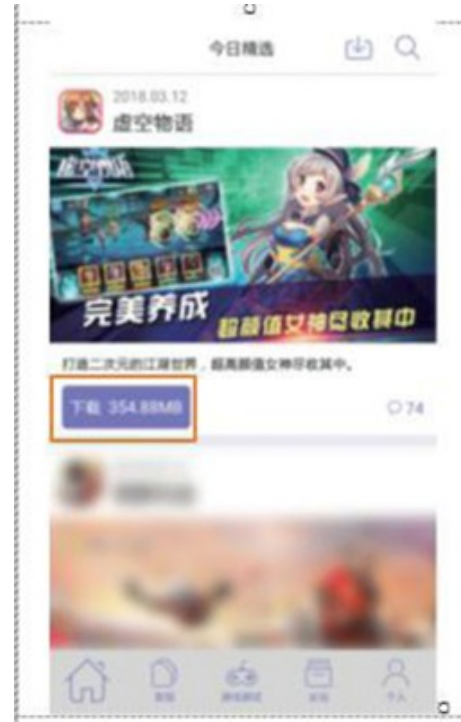 今日精选
2018.03.12
虚空物语
虚空物语
完美养成
超颜值女神尽收其中
打造二次元的江湖世界，超高颜值女神尽收其中。
下载 354.88MB
74
个人